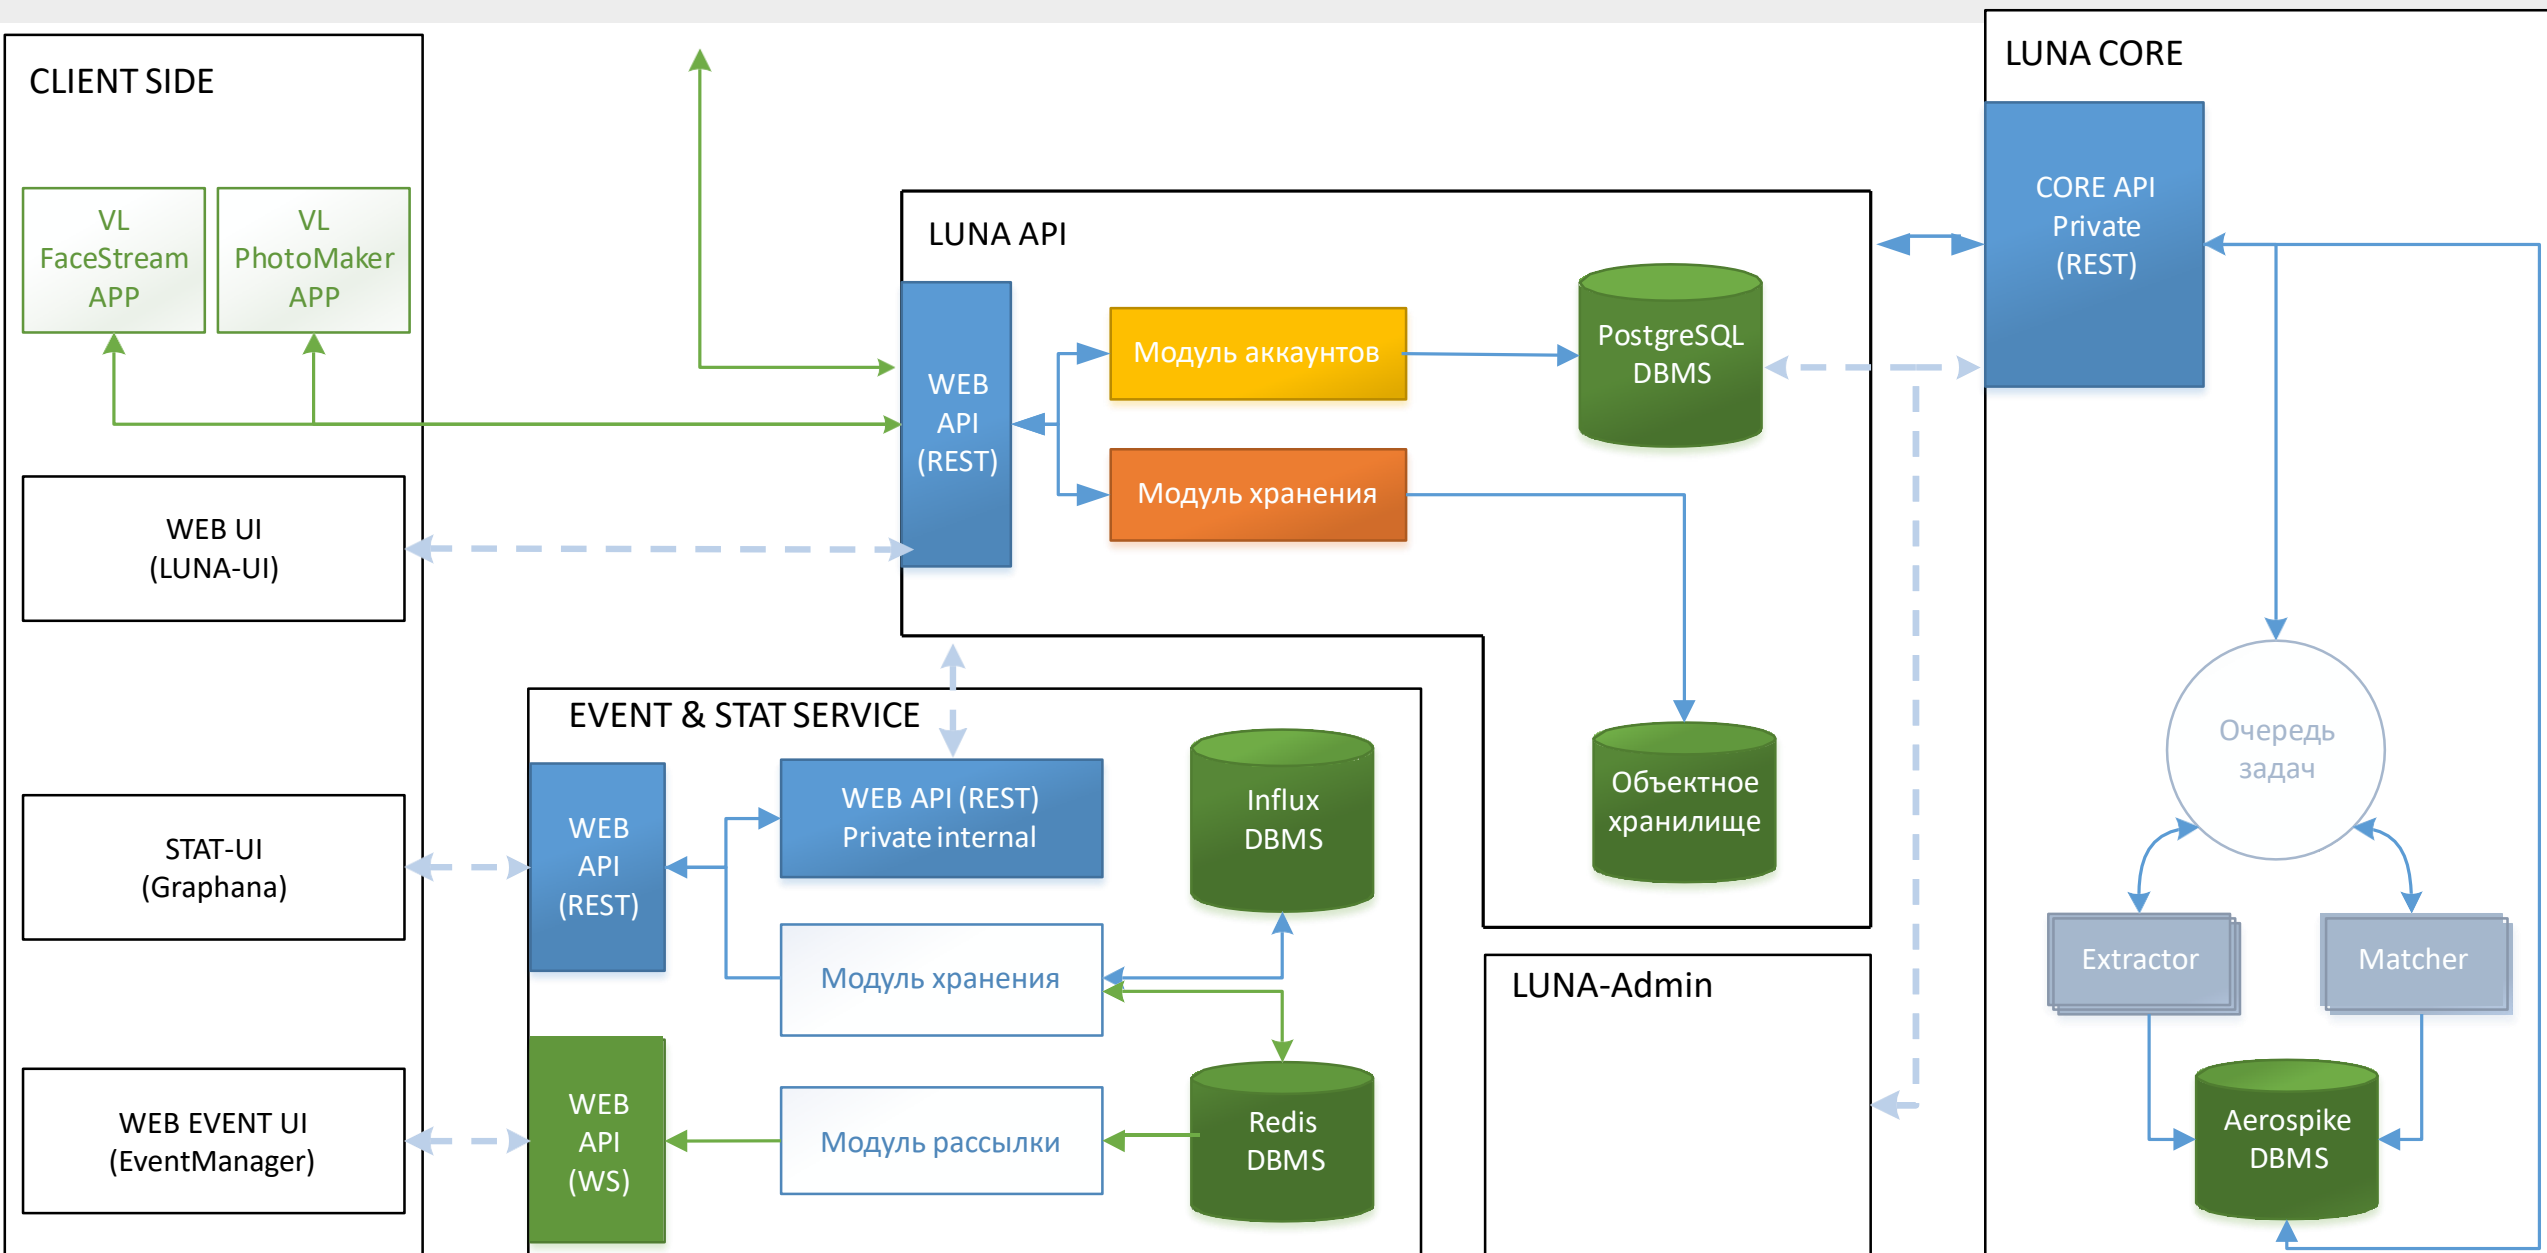 CLIENT SIDE
VL
FaceStream
APP
VL
PhotoMaker
APP
WEB UI
(LUNA-UI)
STAT-UI
(Graphana)
WEB EVENT UI
(EventManager)
LUNA API
WEB
API
(REST)
Модуль аккаунтов
Модуль хранения
PostgreSQL
DBMS
Объектное
хранилище
EVENT & STAT SERVICE
WEB
API
(REST)
WEB API (REST)
Private internal
Модуль хранения
Influx
DBMS
WEB
API
(WS)
Модуль рассылки
Redis
DBMS
LUNA-Admin
LUNA CORE
CORE API
Private
(REST)
Очередь
задач
Extractor
Matcher
Aerospike
DBMS